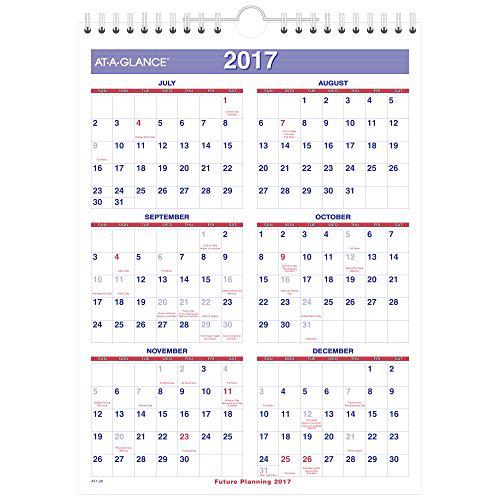 AT-A-GLANCE® 2017
JULY
SUN MON TUE WED THU FRI SAT
1
2 3 4 5 6 7 8
9 10 11 12 13 14 15
16 17 18 19 20 21 22
23 24 25 26 27 28 29
30 31
AUGUST
SUN MON TUE WED THU FRI SAT
1 2 3 4 5
6 7 8 9 10 11 12
13 14 15 16 17 18 19
20 21 22 23 24 25 26
27 28 29 30 31
SEPTEMBER
SUN MON TUE WED THU FRI SAT
1 2
3 4 5 6 7 8 9
10 11 12 13 14 15 16
17 18 19 20 21 22 23
24 25 26 27 28 29 30
OCTOBER
SUN MON TUE WED THU FRI SAT
1 2 3 4 5 6 7
8 9 10 11 12 13 14
15 16 17 18 19 20 21
22 23 24 25 26 27 28
29 30 31
NOVEMBER
SUN MON TUE WED THU FRI SAT
1 2 3 4
5 6 7 8 9 10 11
12 13 14 15 16 17 18
19 20 21 22 23 24 25
26 27 28 29 30
DECEMBER
SUN MON TUE WED THU FRI SAT
1 2
3 4 5 6 7 8 9
10 11 12 13 14 15 16
17 18 19 20 21 22 23
24 25 26 27 28 29 30
31
Future Planning 2017